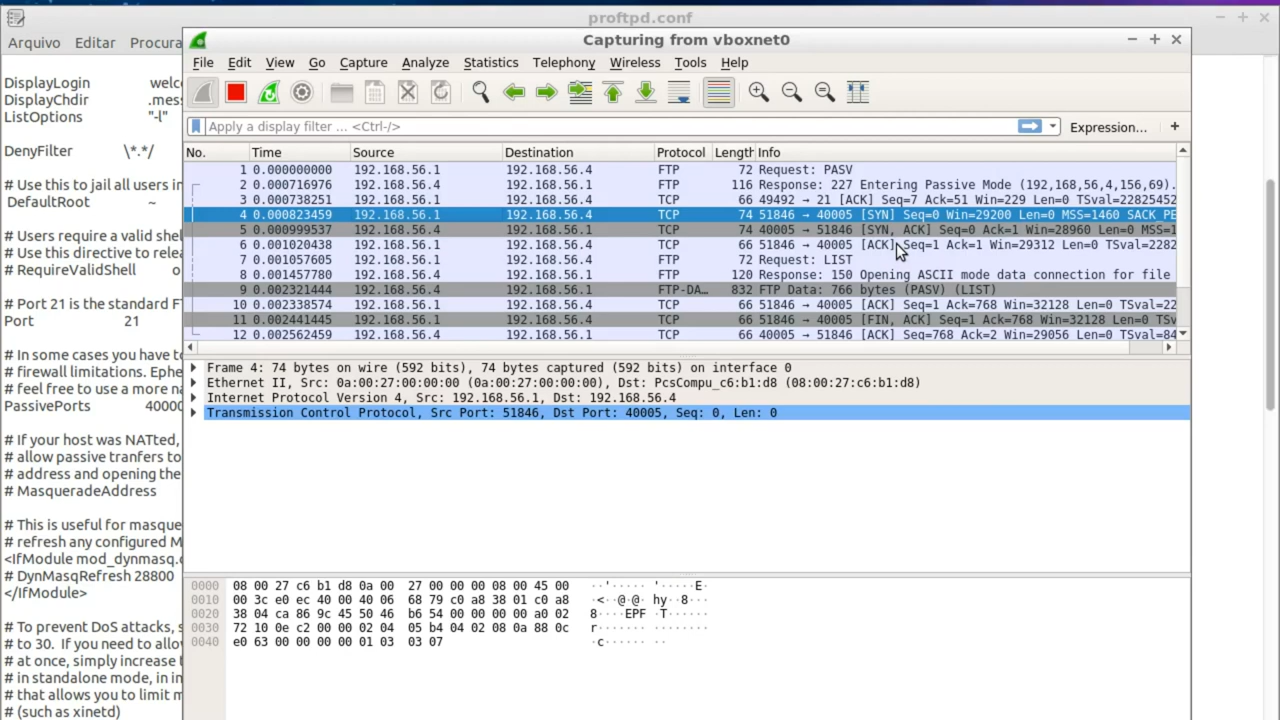 proftpd.conf
Arquivo Editar Procura
Capturing from vboxnet0
File Edit View Go Capture Analyze Statistics Telephony Wireless Tools Help
Apply a display filter ... <Ctrl-/> Expression... +
No. Time Source Destination Protocol Length Info
1 0.000000000 192.168.56.1 192.168.56.4 FTP 72 Request: PASV
2 0.000716976 192.168.56.4 192.168.56.1 FTP 116 Response: 227 Entering Passive Mode (192,168,56,4,156,69).
3 0.000738251 192.168.56.1 192.168.56.4 TCP 66 49492 → 21 [ACK] Seq=7 Ack=51 Win=229 Len=0 TSval=22825452
4 0.000823459 192.168.56.1 192.168.56.4 TCP 74 51846 → 40005 [SYN] Seq=0 Win=29200 Len=0 MSS=1460 SACK_PE
5 0.000999537 192.168.56.4 192.168.56.1 TCP 74 40005 → 51846 [SYN, ACK] Seq=0 Ack=1 Win=28960 Len=0 MSS=1
6 0.001020438 192.168.56.1 192.168.56.4 TCP 66 51846 → 40005 [ACK] Seq=1 Ack=1 Win=29312 Len=0 TSval=2282
7 0.001057605 192.168.56.1 192.168.56.4 FTP 72 Request: LIST
8 0.001457780 192.168.56.4 192.168.56.1 FTP 120 Response: 150 Opening ASCII mode data connection for file
9 0.002321444 192.168.56.4 192.168.56.1 FTP-DA… 832 FTP Data: 766 bytes (PASV) (LIST)
10 0.002338574 192.168.56.1 192.168.56.4 TCP 66 51846 → 40005 [ACK] Seq=1 Ack=768 Win=32128 Len=0 TSval=22
11 0.002441445 192.168.56.1 192.168.56.4 TCP 66 51846 → 40005 [FIN, ACK] Seq=1 Ack=768 Win=32128 Len=0 TSv
12 0.002562459 192.168.56.4 192.168.56.1 TCP 66 40005 → 51846 [ACK] Seq=768 Ack=2 Win=29056 Len=0 TSval=84
Frame 4: 74 bytes on wire (592 bits), 74 bytes captured (592 bits) on interface 0
Ethernet II, Src: 0a:00:27:00:00:00 (0a:00:27:00:00:00), Dst: PcsCompu_c6:b1:d8 (08:00:27:c6:b1:d8)
Internet Protocol Version 4, Src: 192.168.56.1, Dst: 192.168.56.4
Transmission Control Protocol, Src Port: 51846, Dst Port: 40005, Seq: 0, Len: 0
0000 08 00 27 c6 b1 d8 0a 00 27 00 00 00 08 00 45 00 ··'····· '·····E·
0010 00 3c e0 ec 40 00 40 06 68 79 c0 a8 38 01 c0 a8 ·<··@·@· hy··8···
0020 38 04 ca 86 9c 45 50 46 b6 54 00 00 00 00 a0 02 8····EPF ·T······
0030 72 10 0e c2 00 00 02 04 05 b4 04 02 08 0a 88 0c r······· ········
0040 e0 63 00 00 00 00 01 03 03 07 ·c······ ··
DisplayLogin welco
DisplayChdir .mess
ListOptions "-l"
DenyFilter \*.*/
# Use this to jail all users in
DefaultRoot ~
# Users require a valid shel
# Use this directive to relea
# RequireValidShell o
# Port 21 is the standard FT
Port 21
# In some cases you have to
# firewall limitations. Ephe
# feel free to use a more na
PassivePorts 40000
# If your host was NATted,
# allow passive tranfers to
# address and opening the
# MasqueradeAddress
# This is useful for masque
# refresh any configured M
<IfModule mod_dynmasq.c
# DynMasqRefresh 28800
</IfModule>
# To prevent DoS attacks, s
# to 30. If you need to allow
# at once, simply increase t
# in standalone mode, in in
# that allows you to limit m
# (such as xinetd)